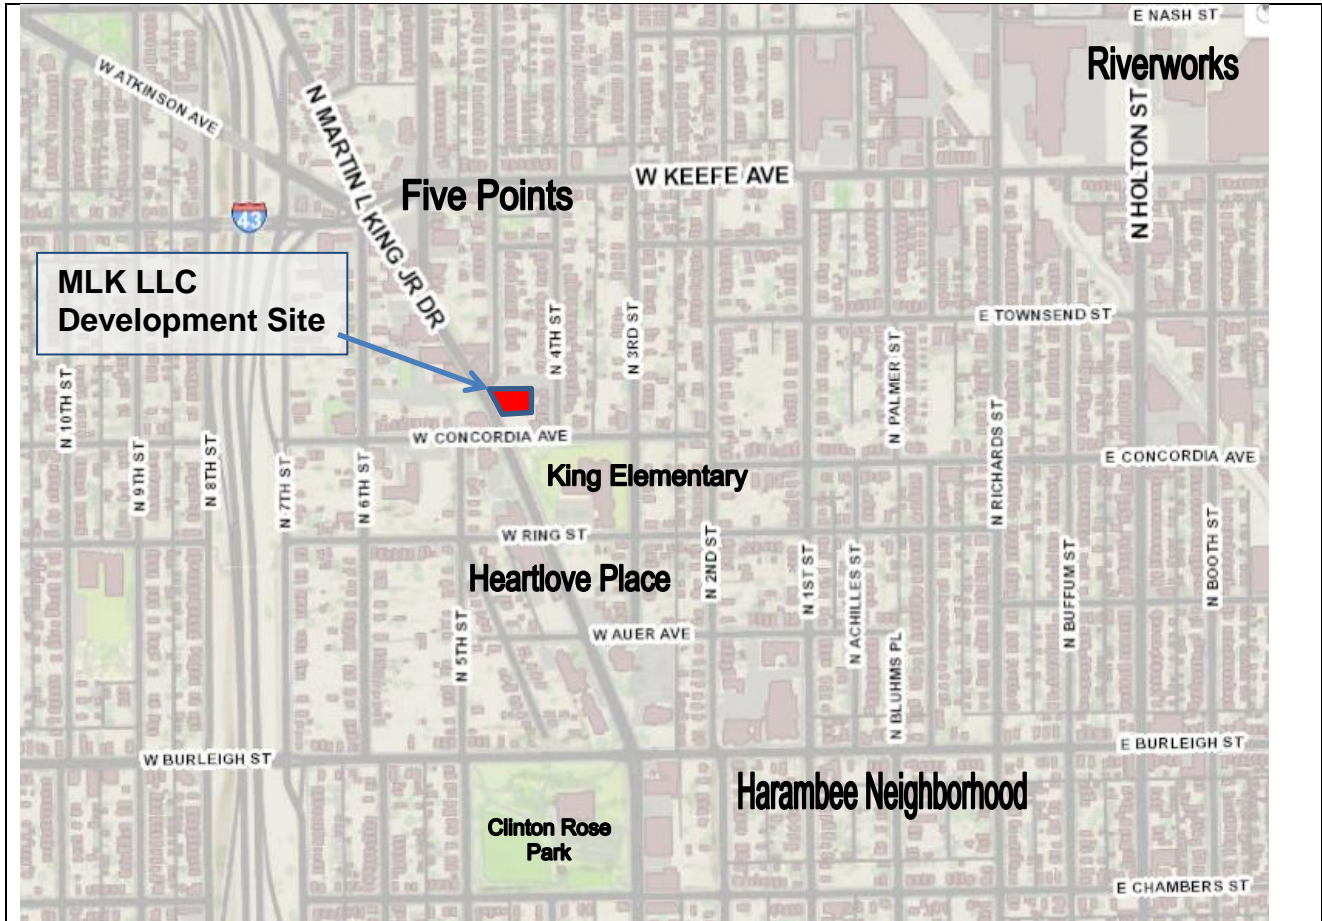 E NASH ST
Riverworks
W ATKINSON AVE
N MARTIN L KING JR DR
N HOLTON ST
W KEEFE AVE
Five Points
43
MLK LLC
Development Site
E TOWNSEND ST
N 4TH ST
N 3RD ST
N PALMER ST
N 10TH ST
N 9TH ST
N 8TH ST
N 7TH ST
N 6TH ST
W CONCORDIA AVE
N RICHARDS ST
E CONCORDIA AVE
King Elementary
W RING ST
N 2ND ST
N 1ST ST
N ACHILLES ST
N BUFFUM ST
N BOOTH ST
Heartlove Place
N 5TH ST
W AUER AVE
N BLUHMS PL
W BURLEIGH ST
E BURLEIGH ST
Harambee Neighborhood
Clinton Rose
Park
E CHAMBERS ST